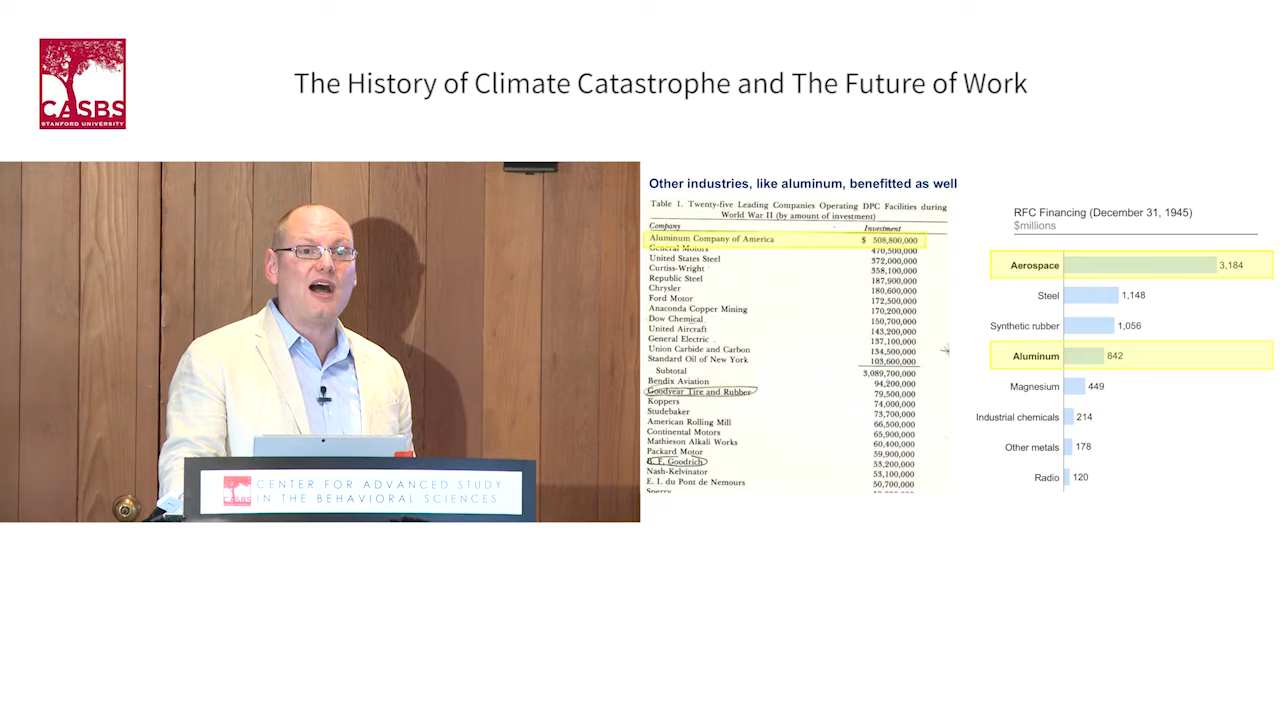 CASBS
STANFORD UNIVERSITY
The History of Climate Catastrophe and The Future of Work
CASBS
CENTER FOR ADVANCED STUDY
IN THE BEHAVIORAL SCIENCES
Other industries, like aluminum, benefitted as well
Table 1. Twenty-five Leading Companies Operating DPC Facilities during
World War II (by amount of investment)
Company Investment
Aluminum Company of America $ 508,800,000
General Motors 470,500,000
United States Steel 372,000,000
Curtiss-Wright 358,100,000
Republic Steel 187,900,000
Chrysler 180,600,000
Ford Motor 172,500,000
Anaconda Copper Mining 170,200,000
Dow Chemical 150,700,000
United Aircraft 143,200,000
General Electric 137,100,000
Union Carbide and Carbon 134,500,000
Standard Oil of New York 103,600,000
Subtotal 3,089,700,000
Bendix Aviation 94,200,000
Goodyear Tire and Rubber 79,500,000
Koppers 74,000,000
Studebaker 73,700,000
American Rolling Mill 66,500,000
Continental Motors 65,900,000
Mathieson Alkali Works 60,400,000
Packard Motor 59,900,000
B. F. Goodrich 53,200,000
Nash-Kelvinator 53,100,000
E. I. du Pont de Nemours 50,700,000
Sperry
RFC Financing (December 31, 1945)
$millions
Aerospace 3,184
Steel 1,148
Synthetic rubber 1,056
Aluminum 842
Magnesium 449
Industrial chemicals 214
Other metals 178
Radio 120